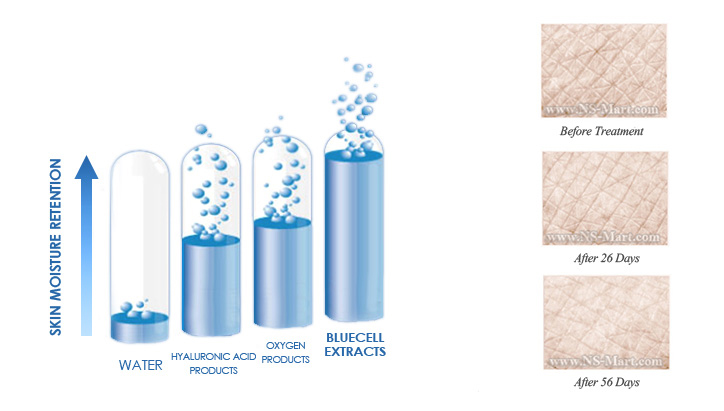 SKIN MOISTURE RETENTION
WATER
HYALURONIC ACID
PRODUCTS
OXYGEN
PRODUCTS
BLUECELL
EXTRACTS
www.NS-Mart.com
Before Treatment
www.NS-Mart.com
After 26 Days
www.NS-Mart.com
After 56 Days